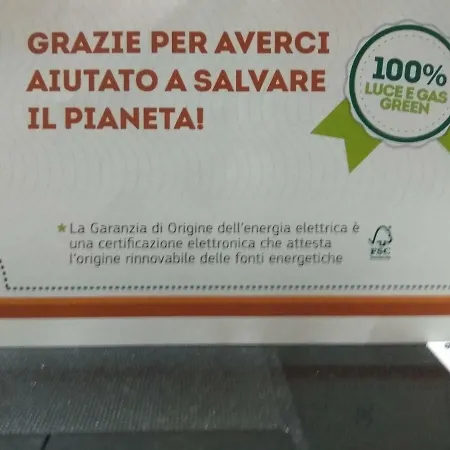 GRAZIE PER AVERCI
AIUTATO A SALVARE
IL PIANETA!
100%
LUCE E GAS
GREEN
★La Garanzia di Origine dell'energia elettrica è
una certificazione elettronica che attesta
l'origine rinnovabile delle fonti energetiche
FSC